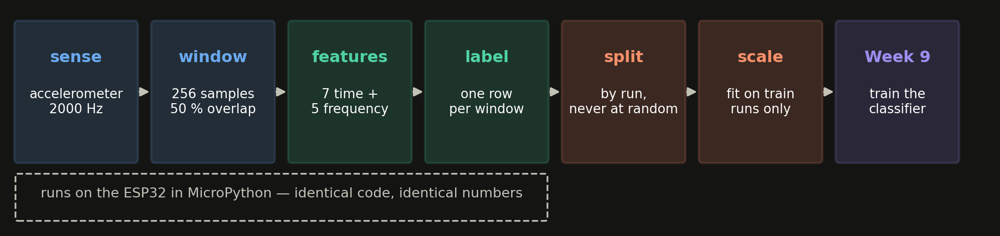 sense
accelerometer
2000 Hz
window
256 samples
50 % overlap
features
7 time +
5 frequency
label
one row
per window
split
by run,
never at random
scale
fit on train
runs only
Week 9
train the
classifier
runs on the ESP32 in MicroPython — identical code, identical numbers